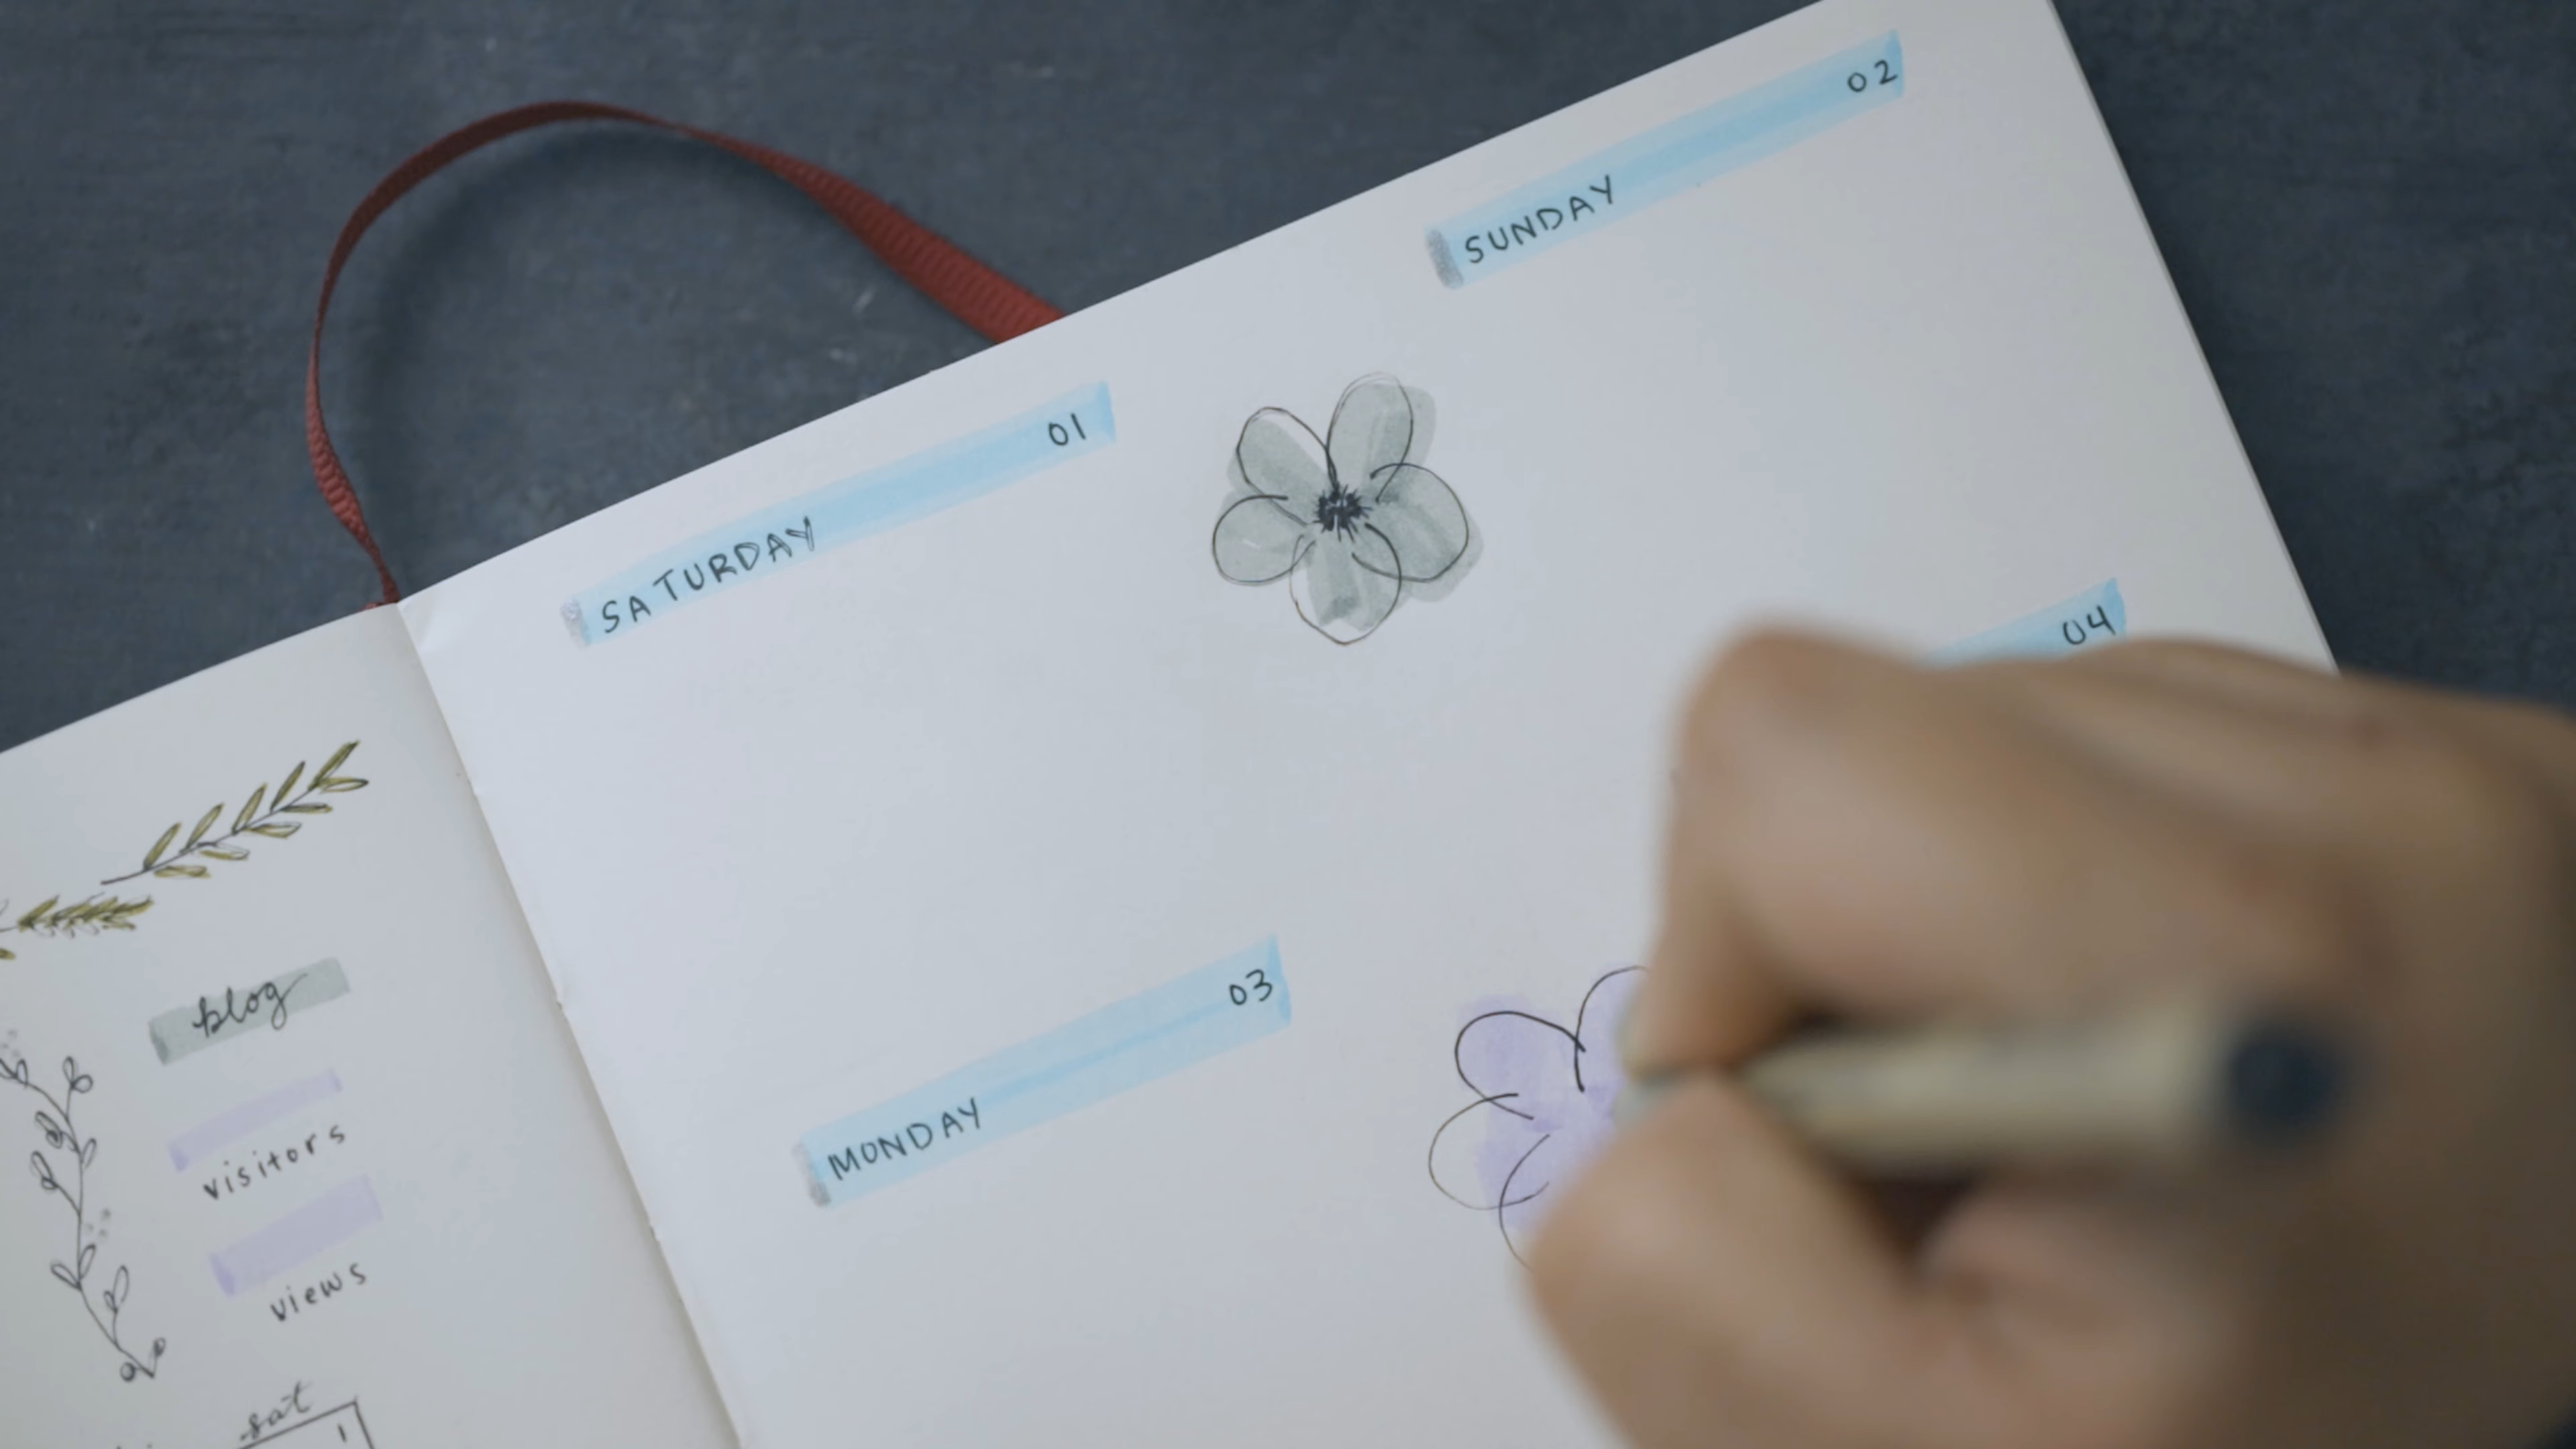 blog
visitors
views
sat
1
SATURDAY 01
SUNDAY 02
MONDAY 03
04